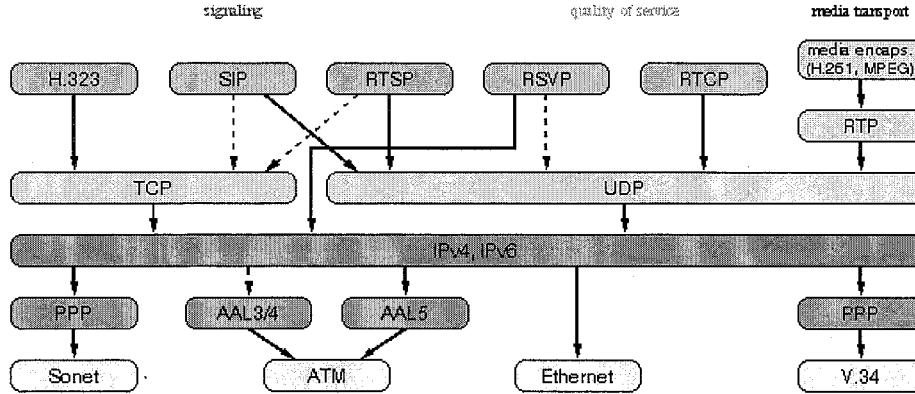 signaling quality of service media transport
media encaps.
(H.261, MPEG)
H.323 SIP RTSP RSVP RTCP
RTP
TCP UDP
IPv4, IPv6
PPP AAL3/4 AAL5 PPP
Sonet ATM Ethernet V.34